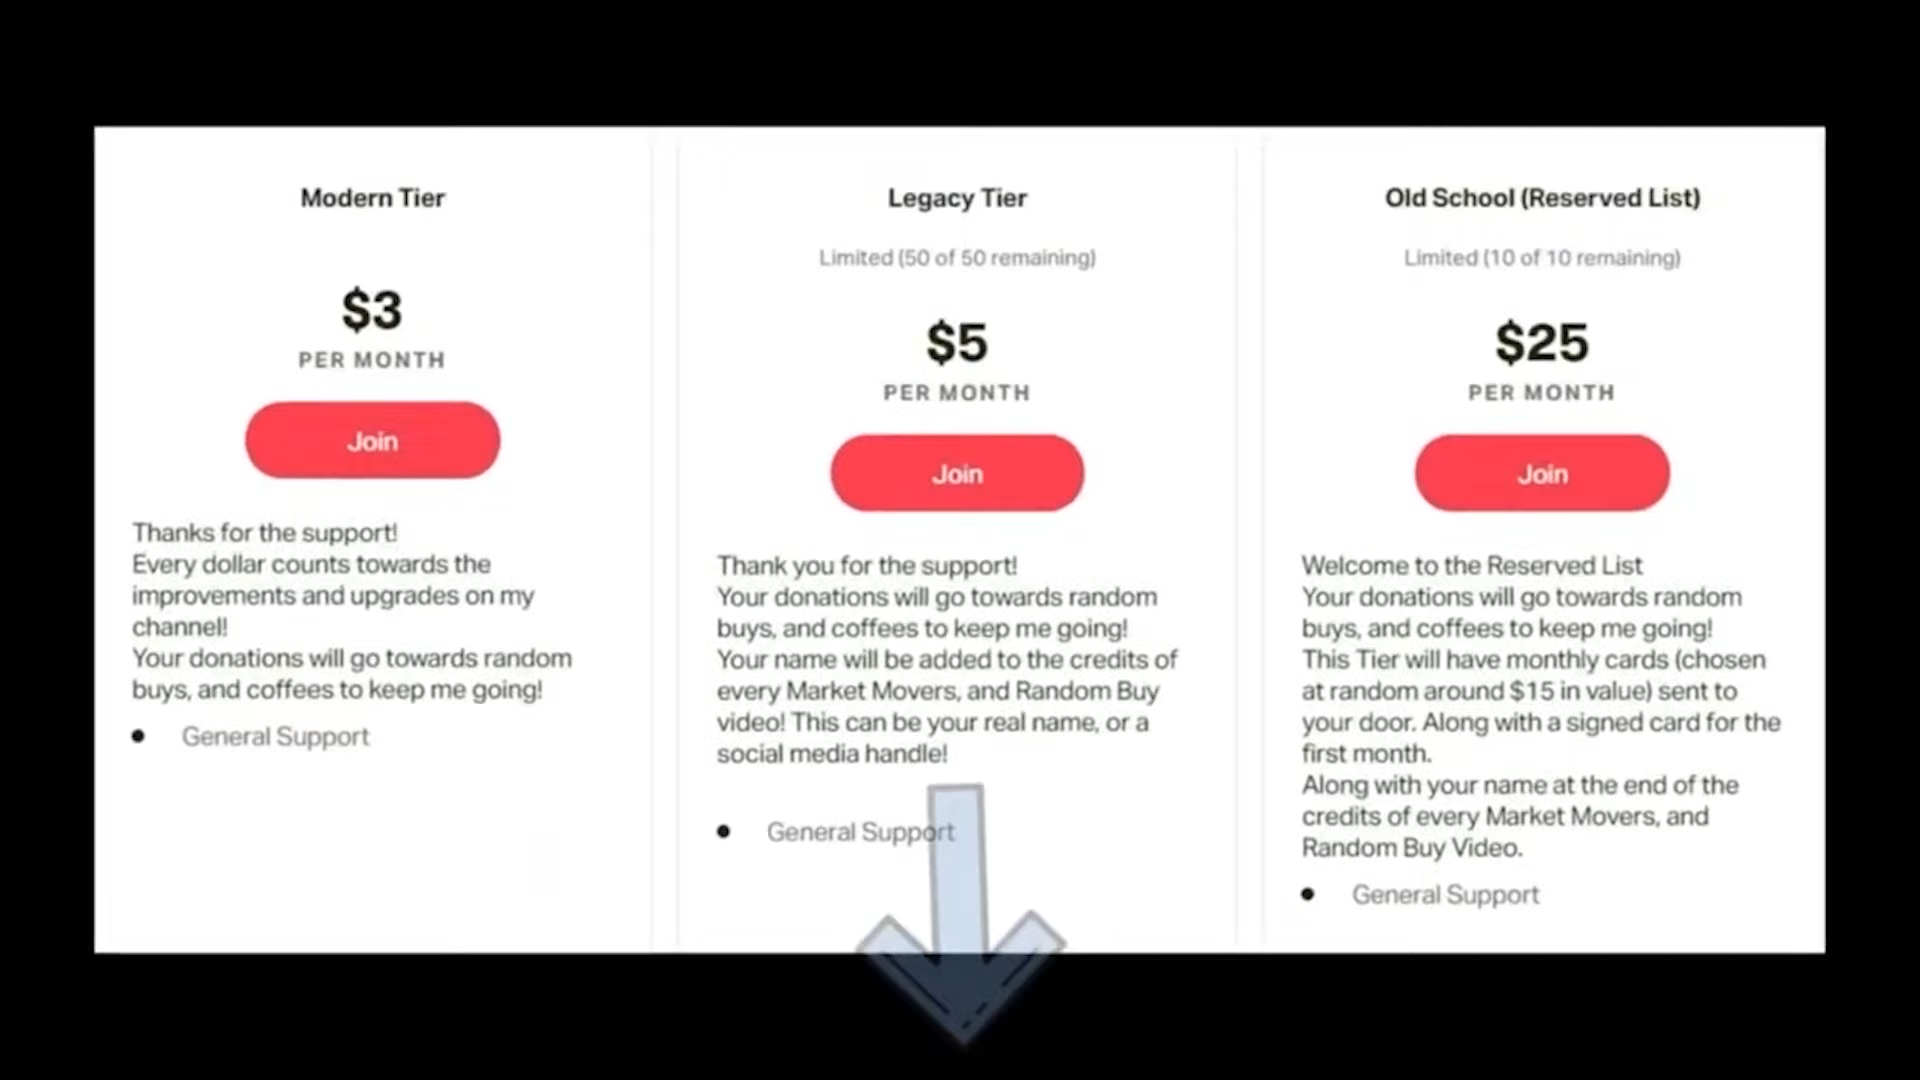 Modern Tier
$3
PER MONTH
Join
Thanks for the support!
Every dollar counts towards the
improvements and upgrades on my
channel!
Your donations will go towards random
buys, and coffees to keep me going!
General Support
Legacy Tier
Limited (50 of 50 remaining)
$5
PER MONTH
Join
Thank you for the support!
Your donations will go towards random
buys, and coffees to keep me going!
Your name will be added to the credits of
every Market Movers, and Random Buy
video! This can be your real name, or a
social media handle!
General Support
Old School (Reserved List)
Limited (10 of 10 remaining)
$25
PER MONTH
Join
Welcome to the Reserved List
Your donations will go towards random
buys, and coffees to keep me going!
This Tier will have monthly cards (chosen
at random around $15 in value) sent to
your door. Along with a signed card for the
first month.
Along with your name at the end of the
credits of every Market Movers, and
Random Buy Video.
General Support